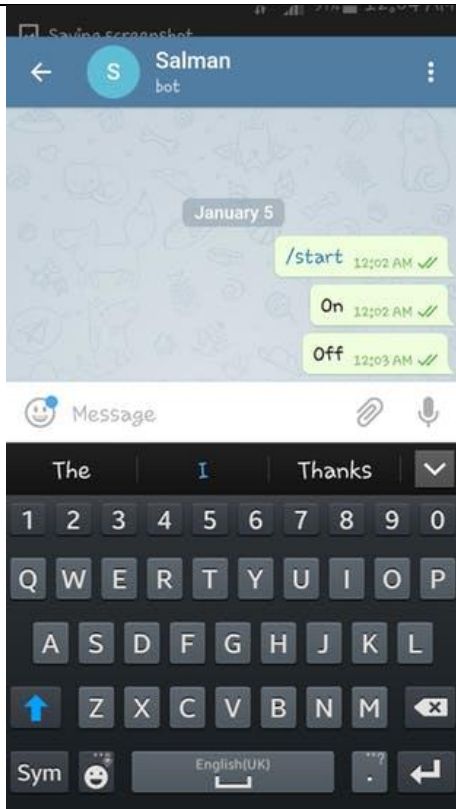 Saving screenshot
S
Salman
bot
January 5
/start 12:02 AM
On 12:02 AM
Off 12:03 AM
Message
The I Thanks
1 2 3 4 5 6 7 8 9 0
Q W E R T Y U I O P
A S D F G H J K L
Z X C V B N M
Sym English(UK) . ?